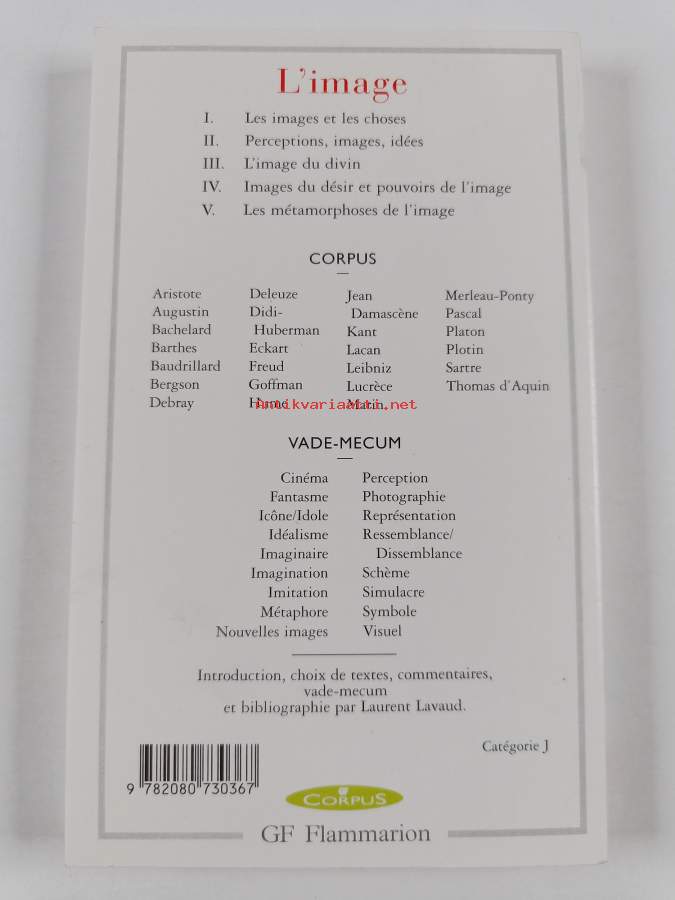 L'image
I. Les images et les choses
II. Perceptions, images, idées
III. L'image du divin
IV. Images du désir et pouvoirs de l'image
V. Les métamorphoses de l'image
CORPUS
Aristote
Augustin
Bachelard
Barthes
Baudrillard
Bergson
Debray
Deleuze
Didi-
Huberman
Eckart
Freud
Goffman
Hume
Jean
Damascène
Kant
Lacan
Leibniz
Lucrèce
Merleau-Ponty
Pascal
Platon
Plotin
Sartre
Thomas d'Aquin
Antikvariaatti.net
VADE-MECUM
Cinéma
Fantasme
Icône/Idole
Idéalisme
Imaginaire
Imagination
Imitation
Métaphore
Nouvelles images
Perception
Photographie
Représentation
Ressemblance/
Dissemblance
Schème
Simulacre
Symbole
Visuel
Introduction, choix de textes, commentaires,
vade-mecum
et bibliographie par Laurent Lavaud.
Catégorie J
9 782080 730367
CORPUS
GF Flammarion